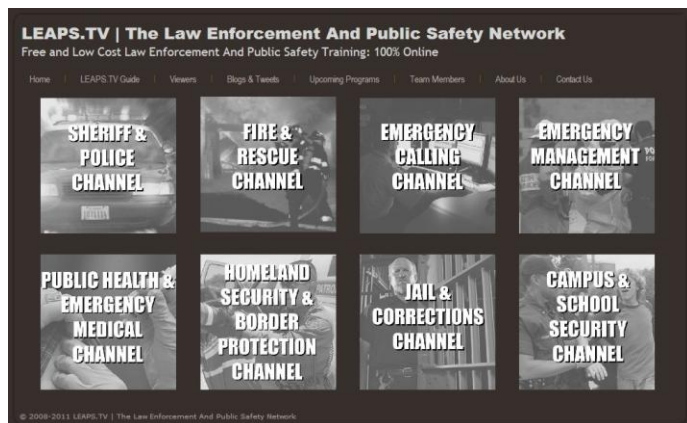 LEAPS.TV | The Law Enforcement And Public Safety Network
Free and Low Cost Law Enforcement And Public Safety Training: 100% Online
Home | LEAPS.TV Guide | Viewers | Blogs & Tweets | Upcoming Programs | Team Members | About Us | Contact Us
SHERIFF &
POLICE
CHANNEL
FIRE &
RESCUE
CHANNEL
EMERGENCY
CALLING
CHANNEL
EMERGENCY
MANAGEMENT
CHANNEL
PUBLIC HEALTH &
EMERGENCY
MEDICAL
CHANNEL
HOMELAND
SECURITY &
BORDER
PROTECTION
CHANNEL
JAIL &
CORRECTIONS
CHANNEL
CAMPUS &
SCHOOL
SECURITY
CHANNEL
© 2008-2011 LEAPS.TV | The Law Enforcement And Public Safety Network